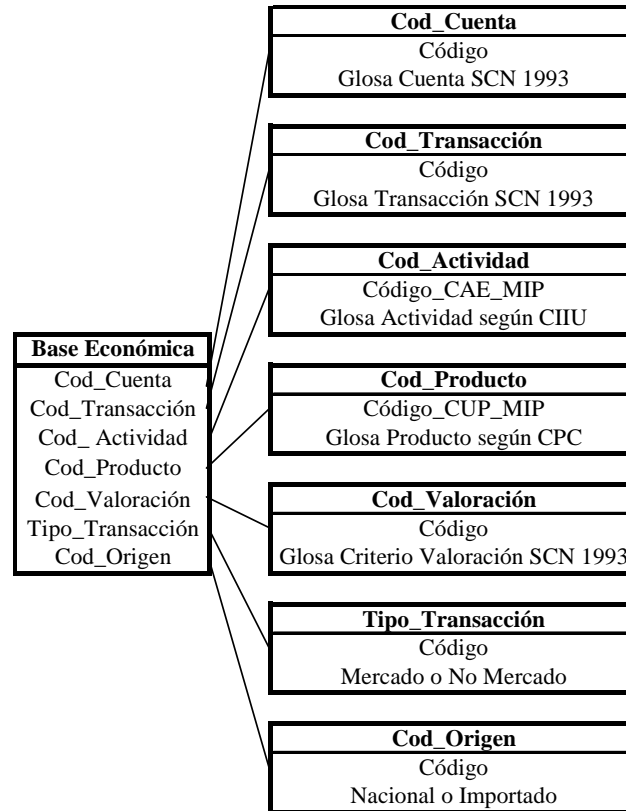 Cod_Cuenta
Código
Glosa Cuenta SCN 1993
Cod_Transacción
Código
Glosa Transacción SCN 1993
Cod_Actividad
Código_CAE_MIP
Glosa Actividad según CIIU
Base Económica
Cod_Cuenta
Cod_Transacción
Cod_ Actividad
Cod_Producto
Cod_Valoración
Tipo_Transacción
Cod_Origen
Cod_Producto
Código_CUP_MIP
Glosa Producto según CPC
Cod_Valoración
Código
Glosa Criterio Valoración SCN 1993
Tipo_Transacción
Código
Mercado o No Mercado
Cod_Origen
Código
Nacional o Importado